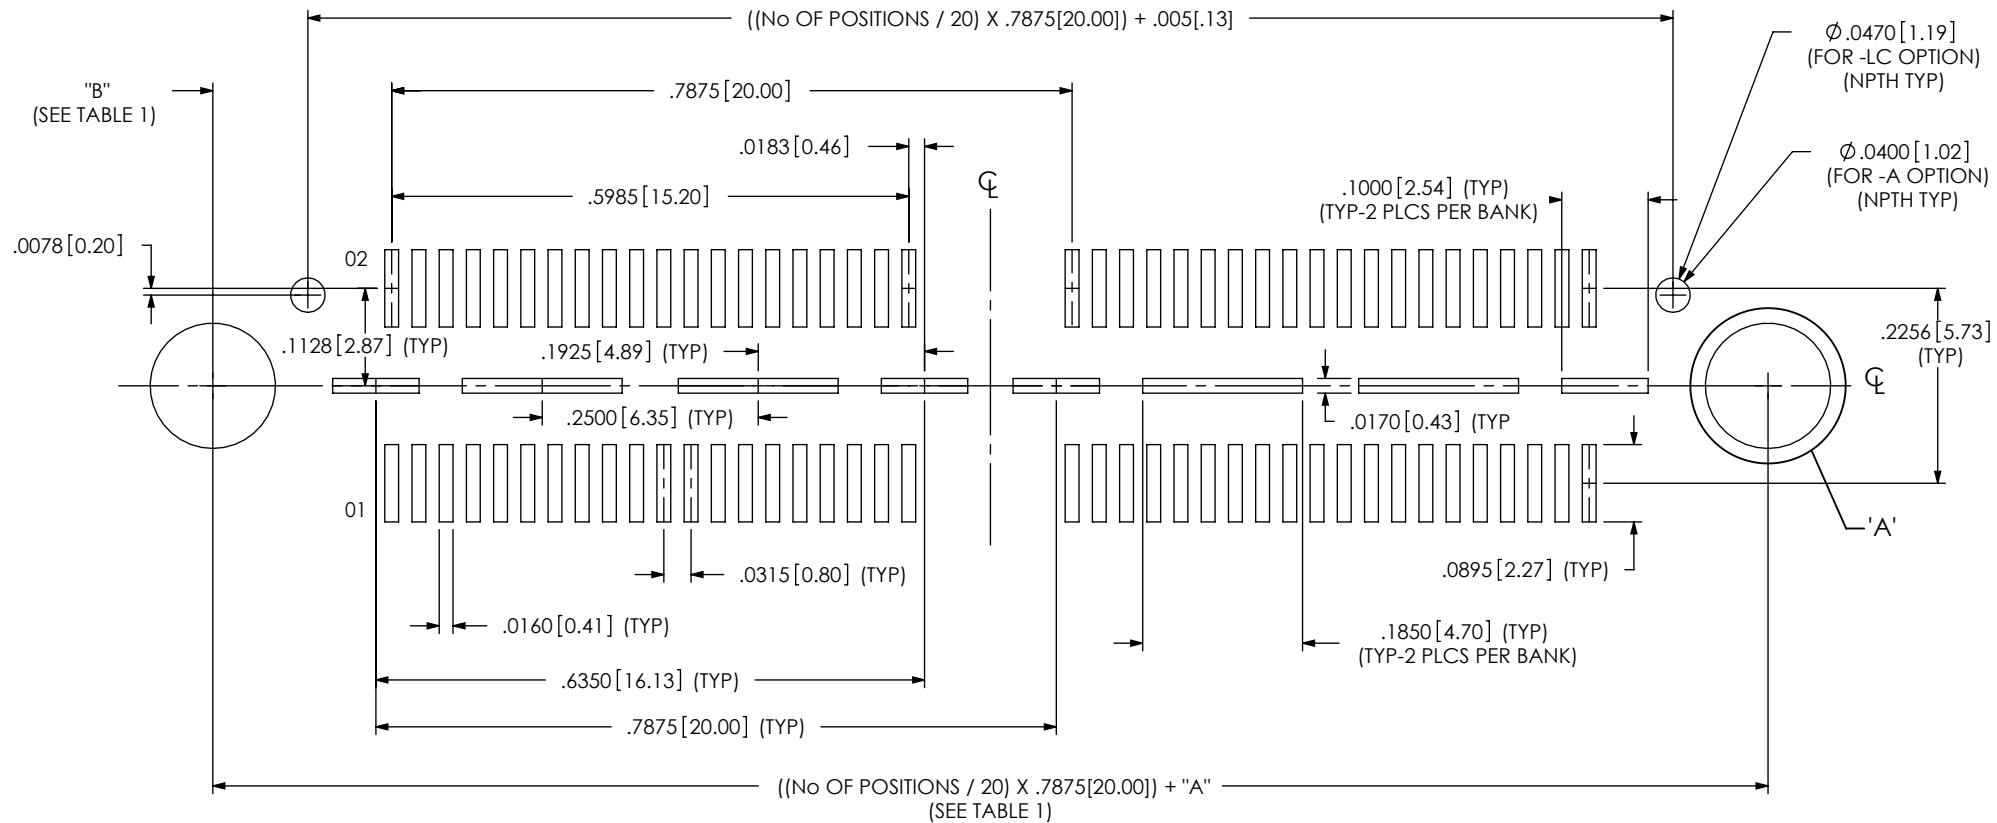 ((No OF POSITIONS / 20) X .7875[20.00]) + .005[.13]
Ø.0470[1.19]
(FOR -LC OPTION)
(NPTH TYP)
"B"
(SEE TABLE 1)
.7875[20.00]
.0183[0.46]
Ø.0400[1.02]
(FOR -A OPTION)
(NPTH TYP)
.5985[15.20]
℄
.1000[2.54] (TYP)
(TYP-2 PLCS PER BANK)
.0078[0.20]
02
.1128[2.87] (TYP)
.1925[4.89] (TYP)
.2256[5.73]
(TYP)
℄
.2500[6.35] (TYP)
.0170[0.43] (TYP
01
'A'
.0315[0.80] (TYP)
.0895[2.27] (TYP)
.0160[0.41] (TYP)
.1850[4.70] (TYP)
(TYP-2 PLCS PER BANK)
.6350[16.13] (TYP)
.7875[20.00] (TYP)
((No OF POSITIONS / 20) X .7875[20.00]) + "A"
(SEE TABLE 1)